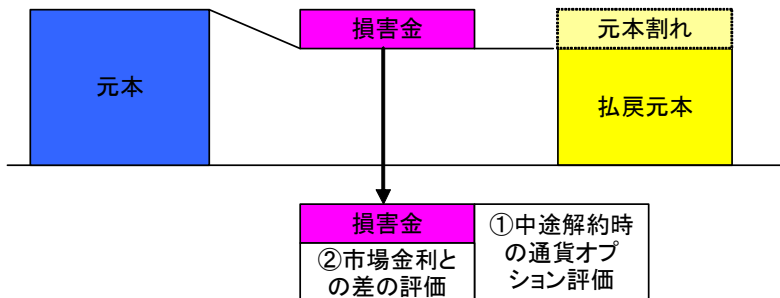 元本
損害金
元本割れ
払戻元本
損害金
②市場金利と
の差の評価
①中途解約時
の通貨オプ
ション評価